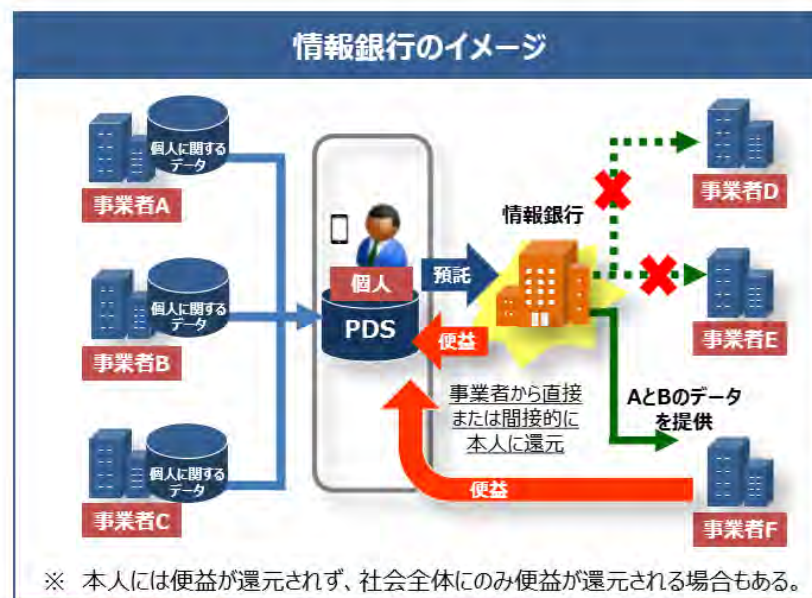 情報銀行のイメージ
個人に関する
データ
事業者A
個人に関する
データ
事業者B
個人に関する
データ
事業者C
個人
PDS
預託
便益
情報銀行
事業者から直接
または間接的に
本人に還元
便益
事業者D
事業者E
AとBのデータ
を提供
事業者F
※ 本人には便益が還元されず、社会全体にのみ便益が還元される場合もある。